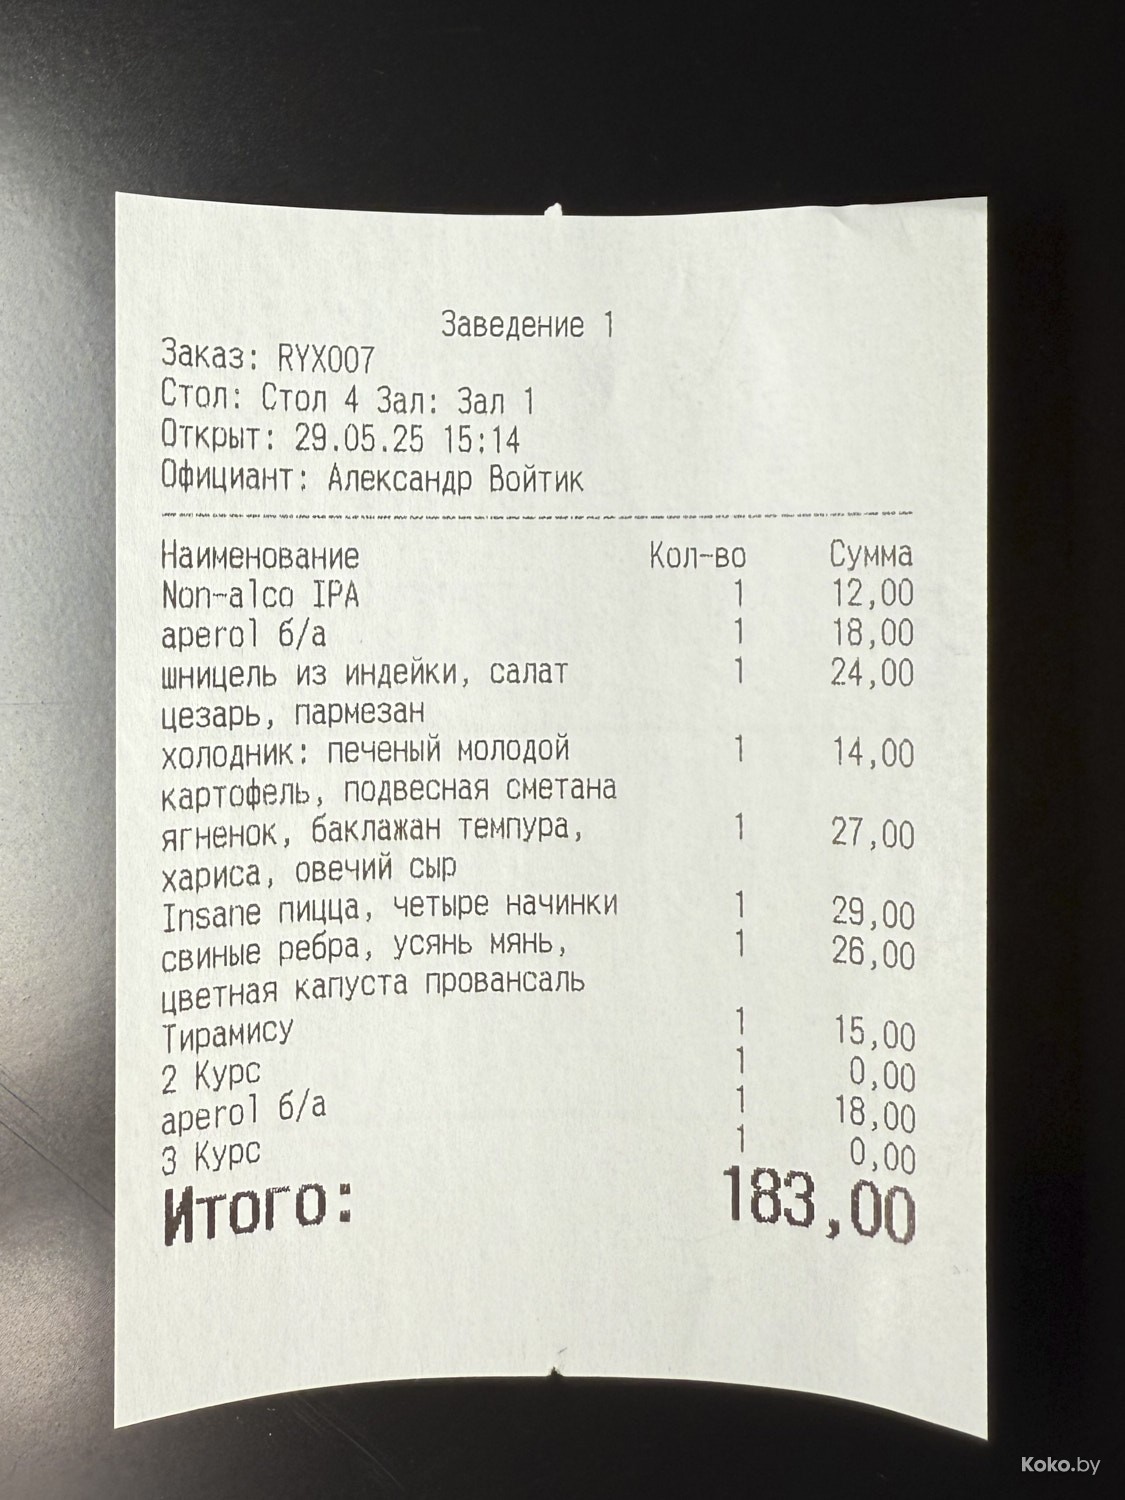 Заведение 1
Заказ: RYX007
Стол: Стол 4 Зал: Зал 1
Открыт: 29.05.25 15:14
Официант: Александр Войтик
Наименование Кол-во Сумма
Non-alco IPA 1 12,00
aperol б/а 1 18,00
шницель из индейки, салат 1 24,00
цезарь, пармезан
холодник: печеный молодой 1 14,00
картофель, подвесная сметана
ягненок, баклажан темпура, 1 27,00
хариса, овечий сыр
Insane пицца, четыре начинки 1 29,00
свиные ребра, усянь мянь, 1 26,00
цветная капуста провансаль
Тирамису 1 15,00
2 Курс 1 0,00
aperol б/а 1 18,00
3 Курс 1 0,00
Итого: 183,00
Koko.by